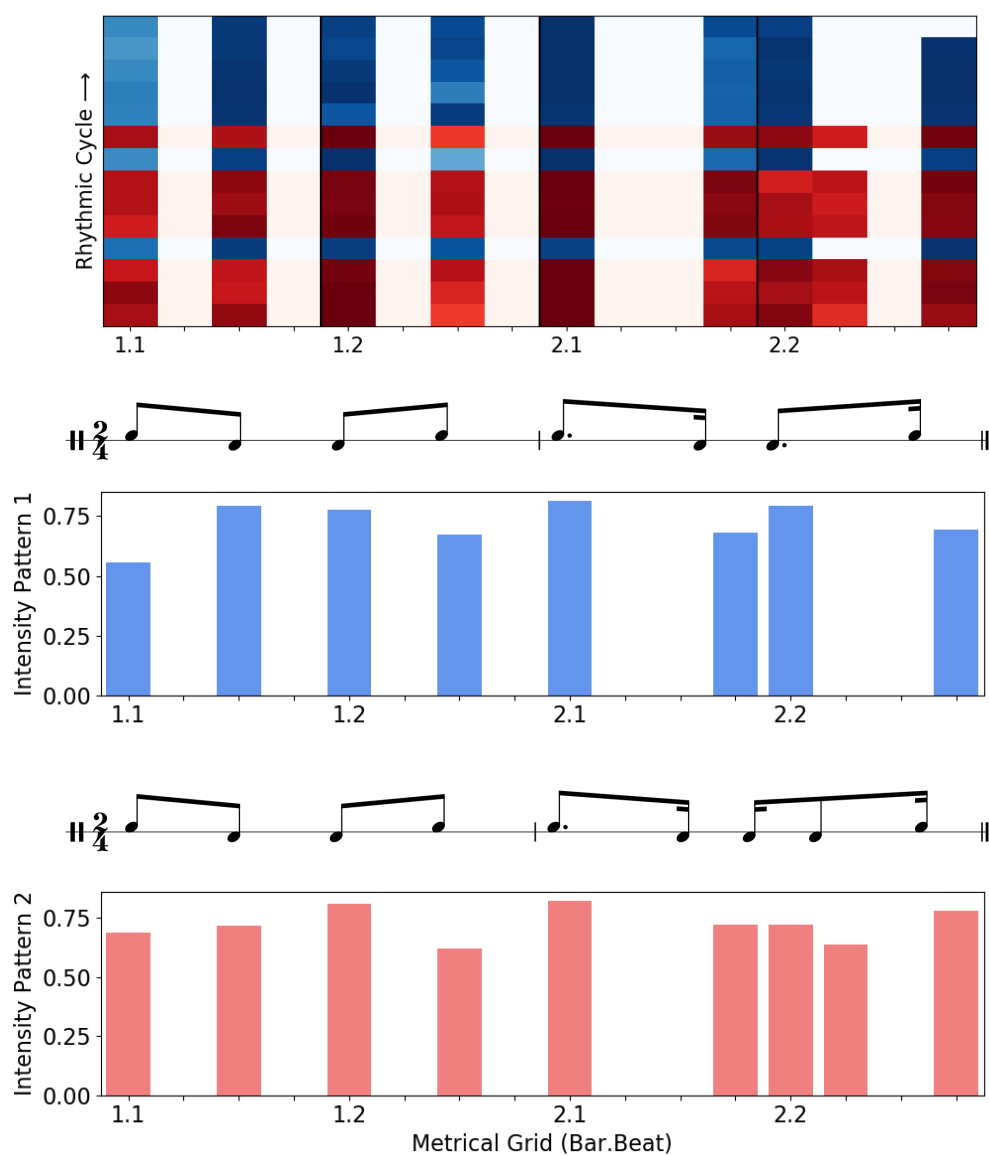 Rhythmic Cycle ⟶
1.1 1.2 2.1 2.2
2
4
Intensity Pattern 1
0.75
0.50
0.25
0.00
1.1 1.2 2.1 2.2
2
4
Intensity Pattern 2
0.75
0.50
0.25
0.00
1.1 1.2 2.1 2.2
Metrical Grid (Bar.Beat)